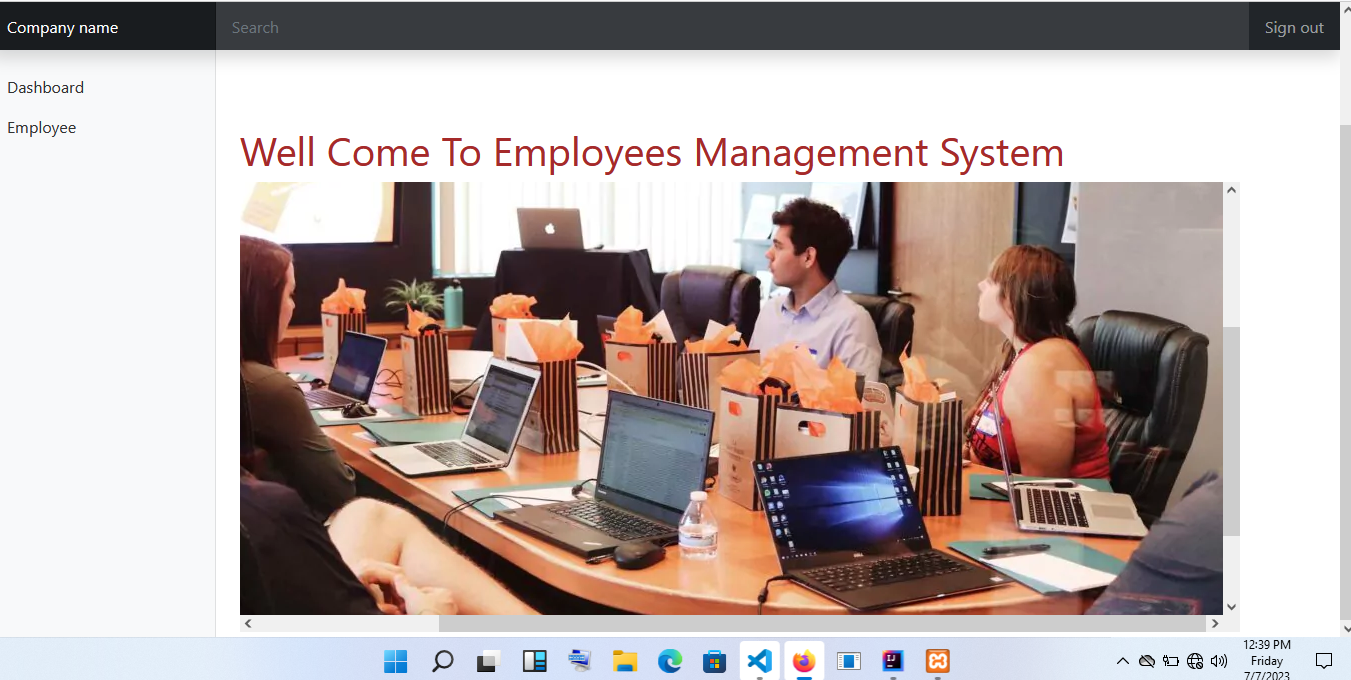 Company name
Search
Sign out
Dashboard
Employee
Well Come To Employees Management System
12:39 PM
Friday
7/7/2023